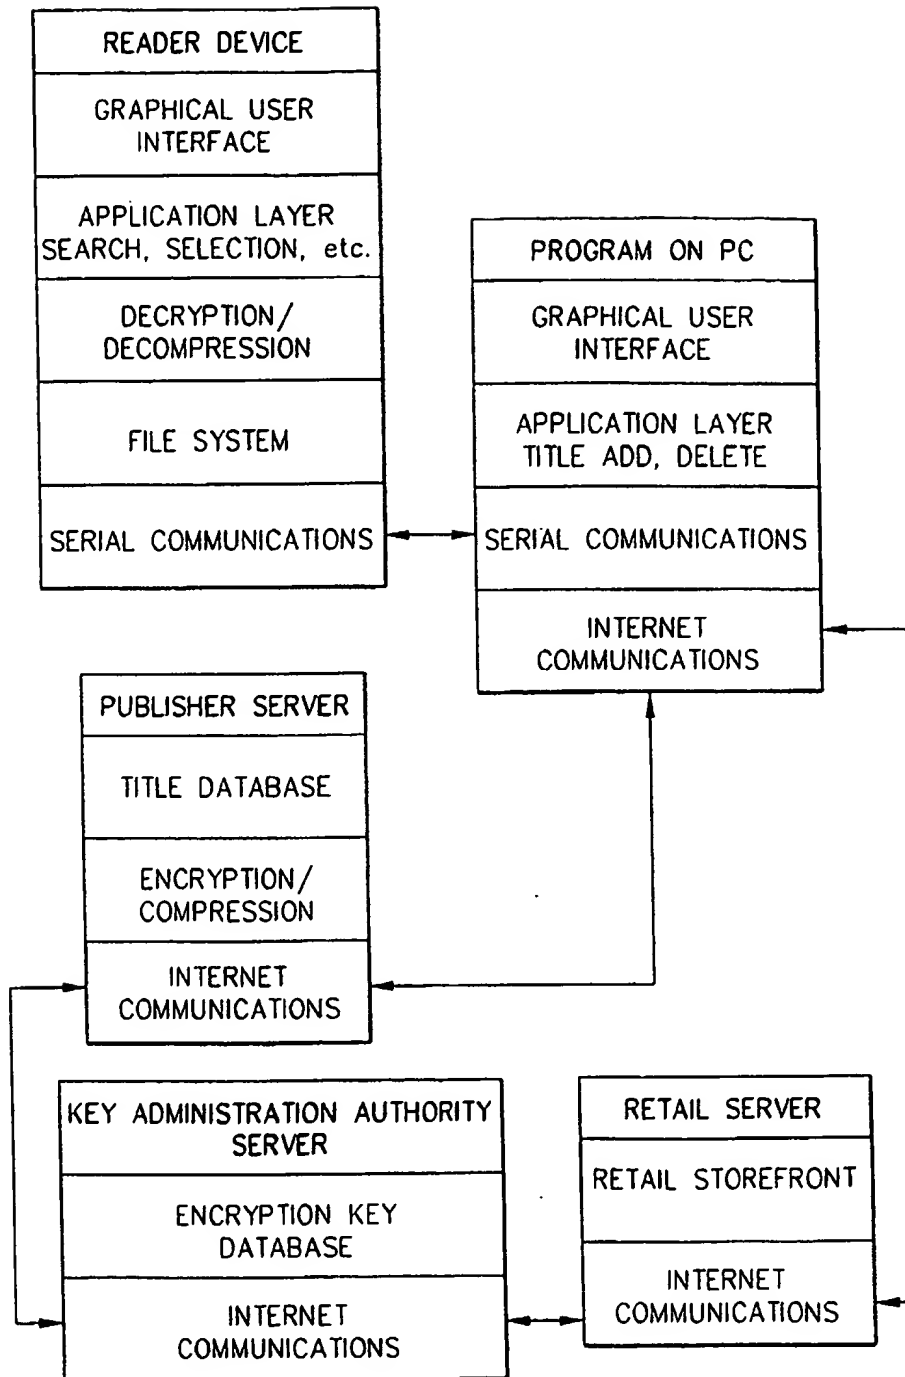 READER DEVICE
GRAPHICAL USER
INTERFACE
APPLICATION LAYER
SEARCH, SELECTION, etc.
DECRYPTION/
DECOMPRESSION
FILE SYSTEM
SERIAL COMMUNICATIONS
PROGRAM ON PC
GRAPHICAL USER
INTERFACE
APPLICATION LAYER
TITLE ADD, DELETE
SERIAL COMMUNICATIONS
INTERNET
COMMUNICATIONS
PUBLISHER SERVER
TITLE DATABASE
ENCRYPTION/
COMPRESSION
INTERNET
COMMUNICATIONS
KEY ADMINISTRATION AUTHORITY
SERVER
ENCRYPTION KEY
DATABASE
INTERNET
COMMUNICATIONS
RETAIL SERVER
RETAIL STOREFRONT
INTERNET
COMMUNICATIONS